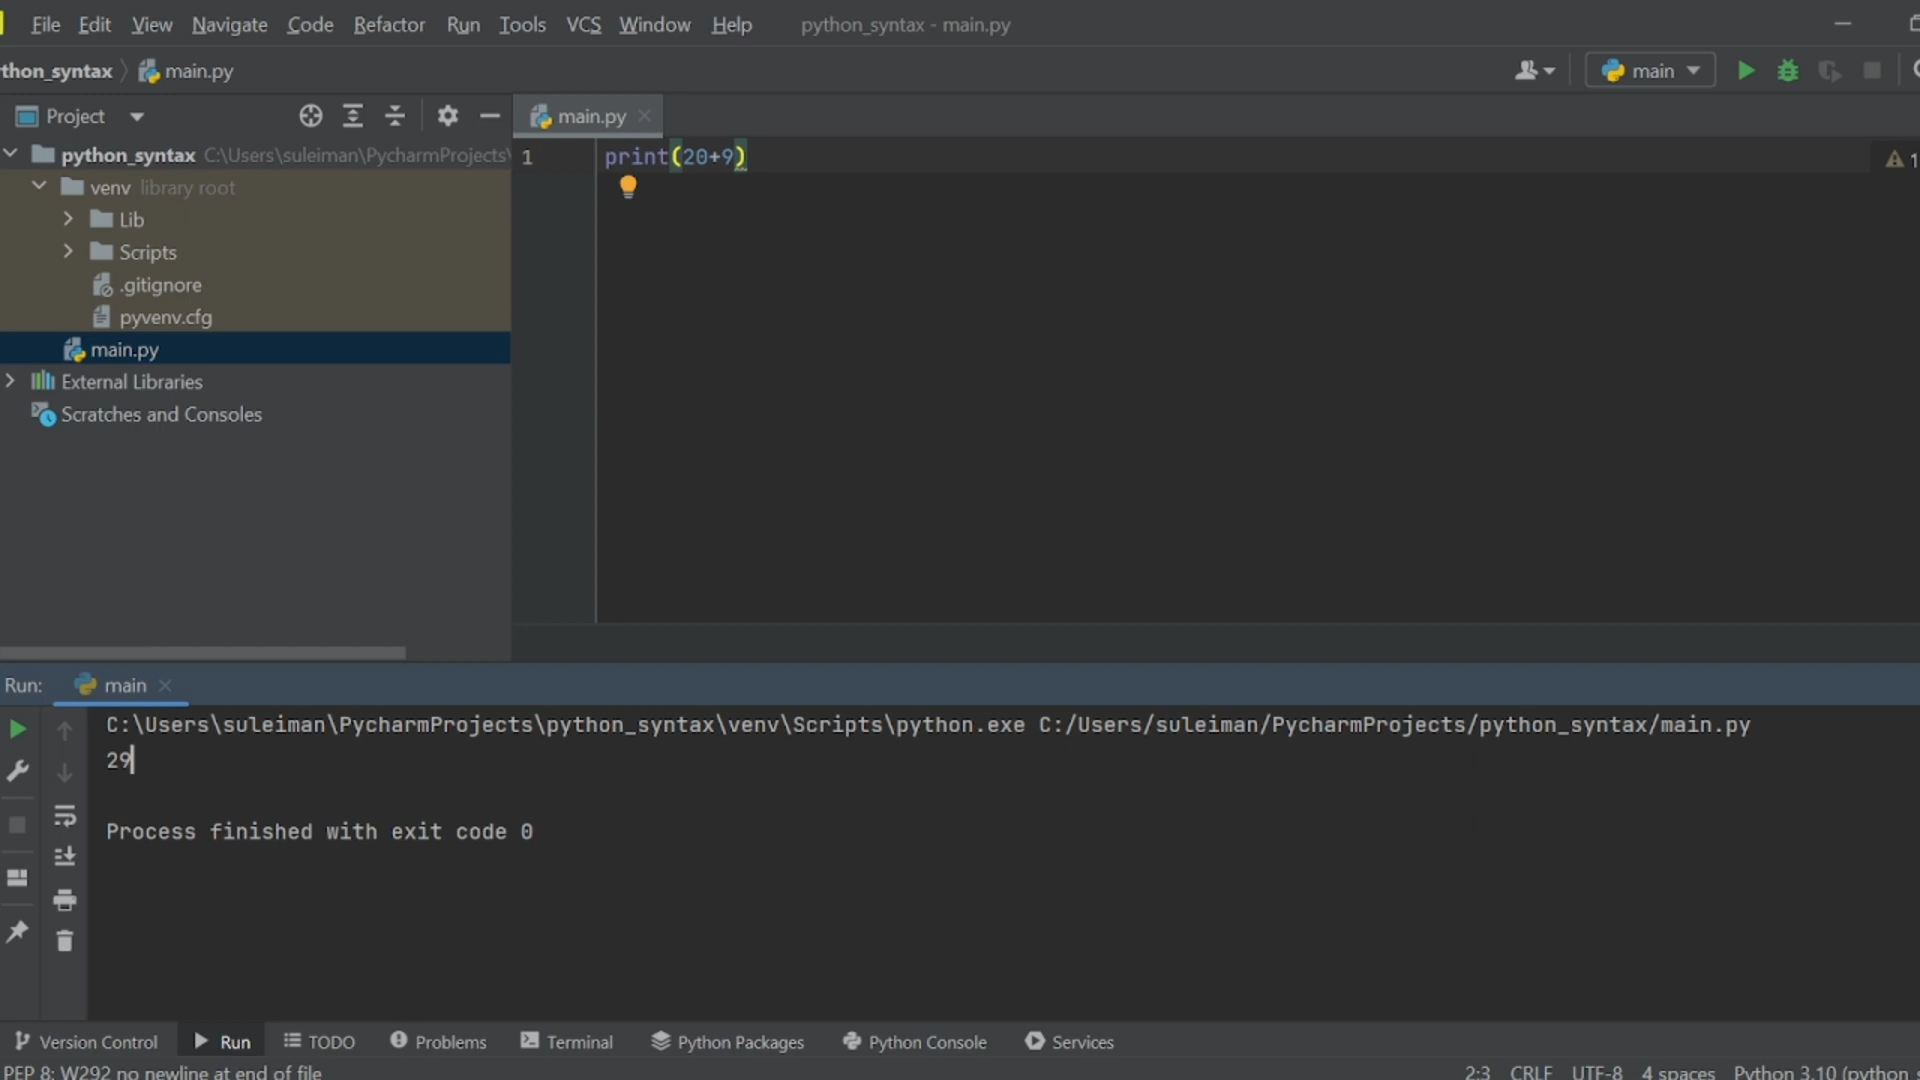 File Edit View Navigate Code Refactor Run Tools VCS Window Help python_syntax - main.py
thon_syntax main.py main
Project main.py
python_syntax C:\Users\suleiman\PycharmProjects\
1 print(20+9) 1
venv library root
Lib
Scripts
.gitignore
pyvenv.cfg
main.py
External Libraries
Scratches and Consoles
Run: main
C:\Users\suleiman\PycharmProjects\python_syntax\venv\Scripts\python.exe C:/Users/suleiman/PycharmProjects/python_syntax/main.py
29
Process finished with exit code 0
Version Control Run TODO Problems Terminal Python Packages Python Console Services
PEP 8: W292 no newline at end of file 2:3 CRLF UTF-8 4 spaces Python 3.10 (python_s